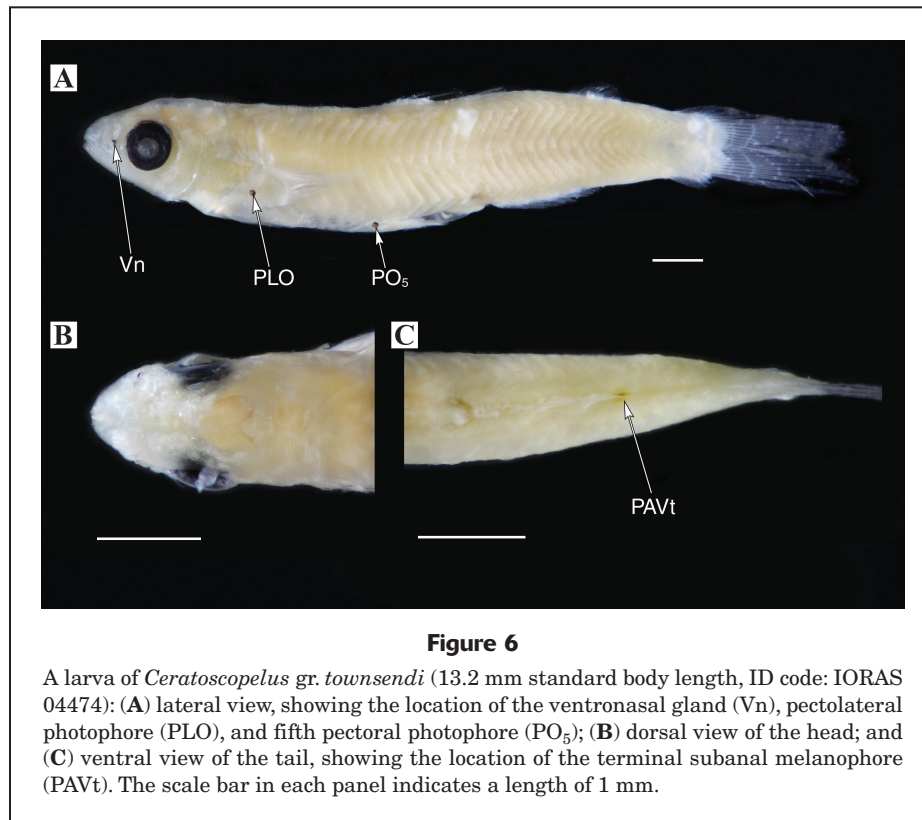 A
Vn
PLO
PO₅
B
C
PAVt
Figure 6
A larva of Ceratoscopelus gr. townsendi (13.2 mm standard body length, ID code: IORAS
04474): (A) lateral view, showing the location of the ventronasal gland (Vn), pectolateral
photophore (PLO), and fifth pectoral photophore (PO₅); (B) dorsal view of the head; and
(C) ventral view of the tail, showing the location of the terminal subanal melanophore
(PAVt). The scale bar in each panel indicates a length of 1 mm.